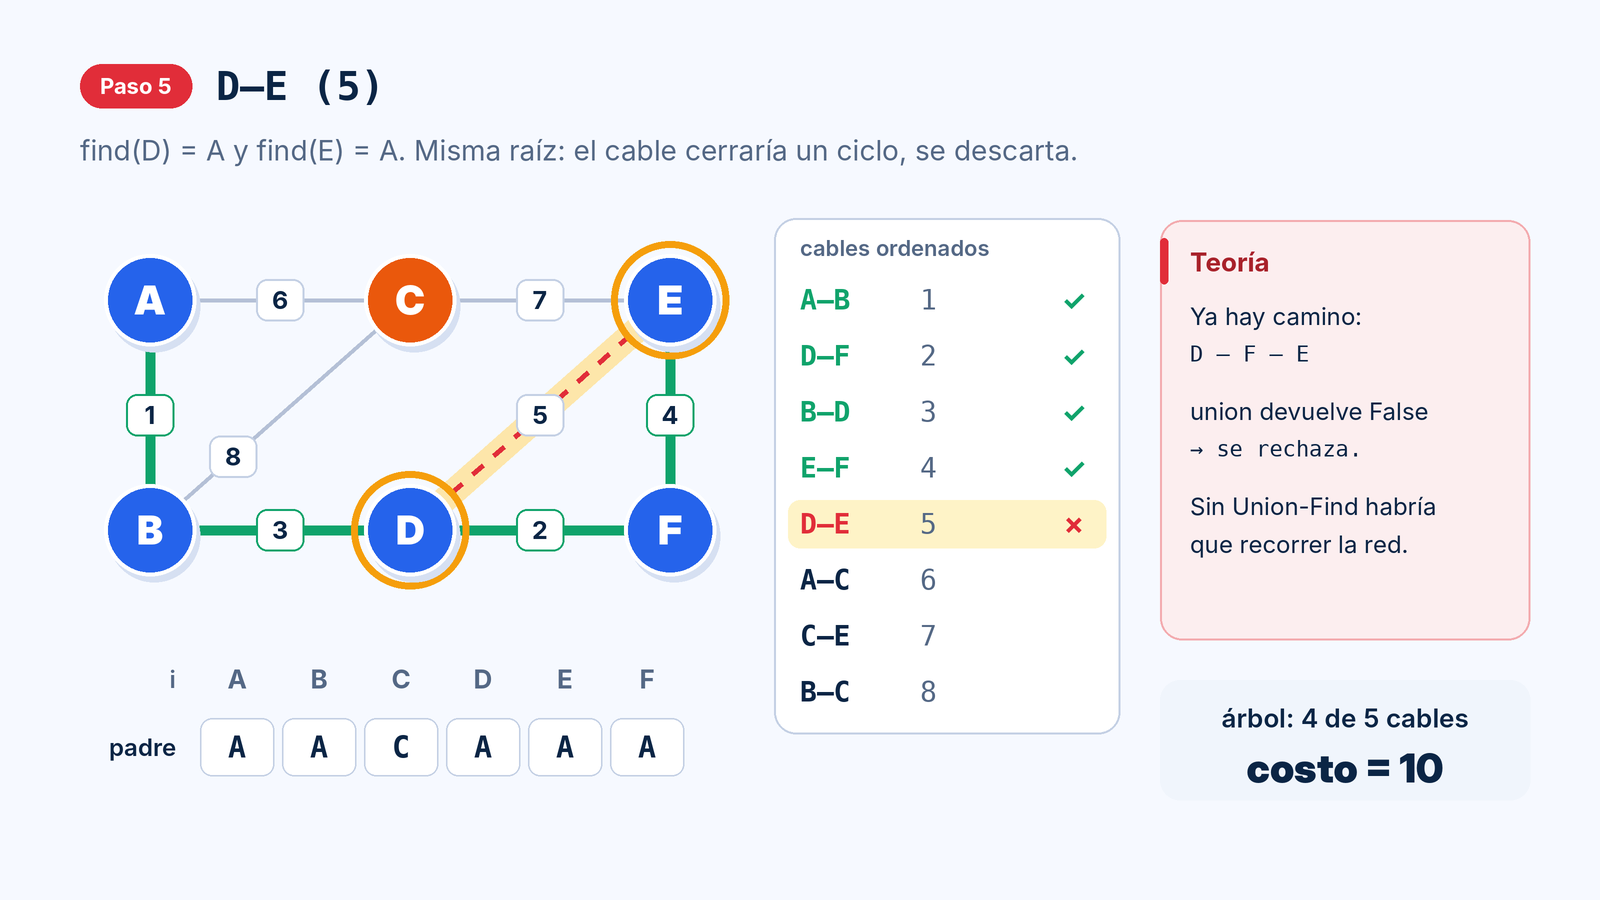 Paso 5
D—E (5)
find(D) = A y find(E) = A. Misma raíz: el cable cerraría un ciclo, se descarta.
A
6
C
7
E
1
8
5
4
B
3
D
2
F
i A B C D E F
padre A A C A A A
cables ordenados
A—B 1 ✓
D—F 2 ✓
B—D 3 ✓
E—F 4 ✓
D—E 5 ×
A—C 6
C—E 7
B—C 8
Teoría
Ya hay camino:
D — F — E
union devuelve False
→ se rechaza.
Sin Union-Find habría
que recorrer la red.
árbol: 4 de 5 cables
costo = 10